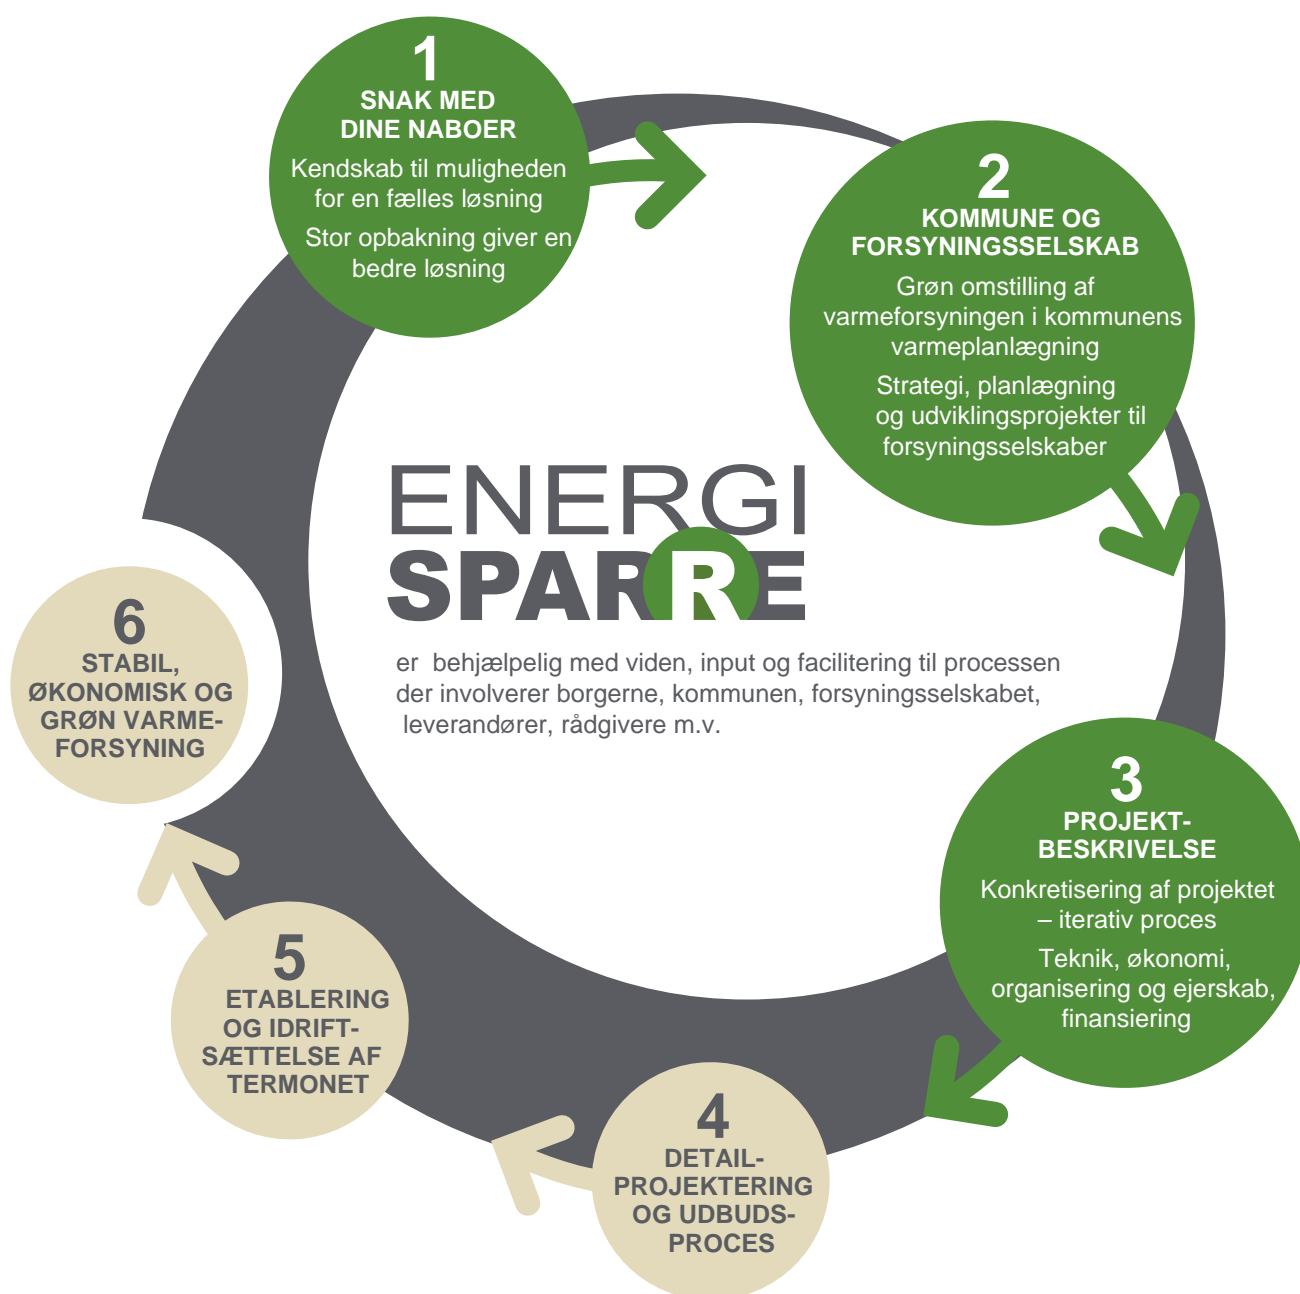 1
SNAK MED
DINE NABOER
Kendskab til muligheden
for en fælles løsning
Stor opbakning giver en
bedre løsning
2
KOMMUNE OG
FORSYNINGSSELSKAB
Grøn omstilling af
varmeforsyningen i kommunens
varmeplanlægning
Strategi, planlægning
og udviklingsprojekter til
forsyningsselskaber
ENERGI
SPARRE
er behjælpelig med viden, input og facilitering til processen
der involverer borgerne, kommunen, forsyningsselskabet,
leverandører, rådgivere m.v.
3
PROJEKT-
BESKRIVELSE
Konkretisering af projektet
– iterativ proces
Teknik, økonomi,
organisering og ejerskab,
finansiering
4
DETAIL-
PROJEKTERING
OG UDBUDS-
PROCES
5
ETABLERING
OG IDRIFT-
SÆTTELSE AF
TERMONET
6
STABIL,
ØKONOMISK OG
GRØN VARME-
FORSYNING